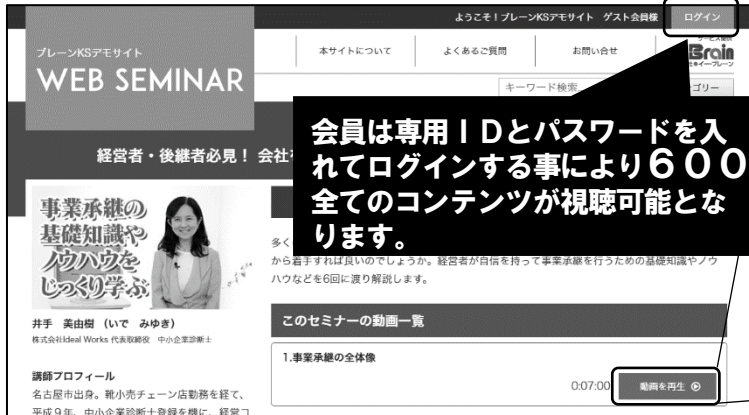 ようこそ！ブレーンKSデモサイト ゲスト会員様
ログイン
ブレーンKSデモサイト
WEB SEMINAR
本サイトについて
よくあるご質問
お問い合せ
サービス提供
Brain
キーワード検索
ゴリー
経営者・後継者必見！ 会社
会員は専用ＩＤとパスワードを入
れてログインする事により６００
全てのコンテンツが視聴可能とな
ります。
事業承継の
基礎知識や
ノウハウを
じっくり学ぶ
多く
から着手すれば良いのでしょうか。経営者が自信を持って事業承継を行うための基礎知識やノウ
ハウなどを6回に渡り解説します。
井手 美由樹 （いで みゆき）
株式会社Ideal Works 代表取締役 中小企業診断士
このセミナーの動画一覧
1.事業承継の全体像
0:07:00
動画を再生
講師プロフィール
名古屋市出身。靴小売チェーン店勤務を経て、
平成９年、中小企業診断士登録を機に、経営コ